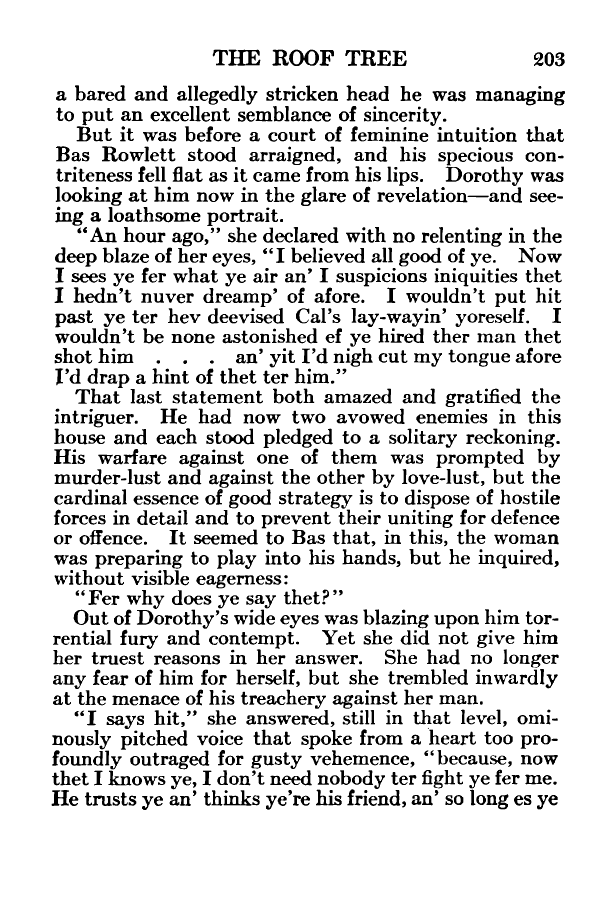 THE ROOF TREE 203
a bared and allegedly stricken head he was managing
to put an excellent semblance of sincerity.
But it was before a court of feminine intuition that
Bas Rowlett stood arraigned, and his specious con-
triteness fell flat as it came from his lips. Dorothy was
looking at him now in the glare of revelation—and see-
ing a loathsome portrait.
"An hour ago," she declared with no relenting in the
deep blaze of her eyes, "I believed all good of ye. Now
I sees ye fer what ye air an' I suspicions iniquities thet
I hedn't nuver dreamp' of afore. I wouldn't put hit
past ye ter hev deevised Cal's lay-wayin' yoreself. I
wouldn't be none astonished ef ye hired ther man thet
shot him . . . an' yit I'd nigh cut my tongue afore
I'd drap a hint of thet ter him."
That last statement both amazed and gratified the
intriguer. He had now two avowed enemies in this
house and each stood pledged to a solitary reckoning.
His warfare against one of them was prompted by
murder-lust and against the other by love-lust, but the
cardinal essence of good strategy is to dispose of hostile
forces in detail and to prevent their uniting for defence
or offence. It seemed to Bas that, in this, the woman
was preparing to play into his hands, but he inquired,
without visible eagerness:
"Fer why does ye say thet?"
Out of Dorothy's wide eyes was blazing upon him tor-
rential fury and contempt. Yet she did not give him
her truest reasons in her answer. She had no longer
any fear of him for herself, but she trembled inwardly
at the menace of his treachery against her man.
"I says hit," she answered, still in that level, omi-
nously pitched voice that spoke from a heart too pro-
foundly outraged for gusty vehemence, "because, now
thet I knows ye, I don't need nobody ter fight ye fer me.
He trusts ye an' thinks ye're his friend, an' so long es ye